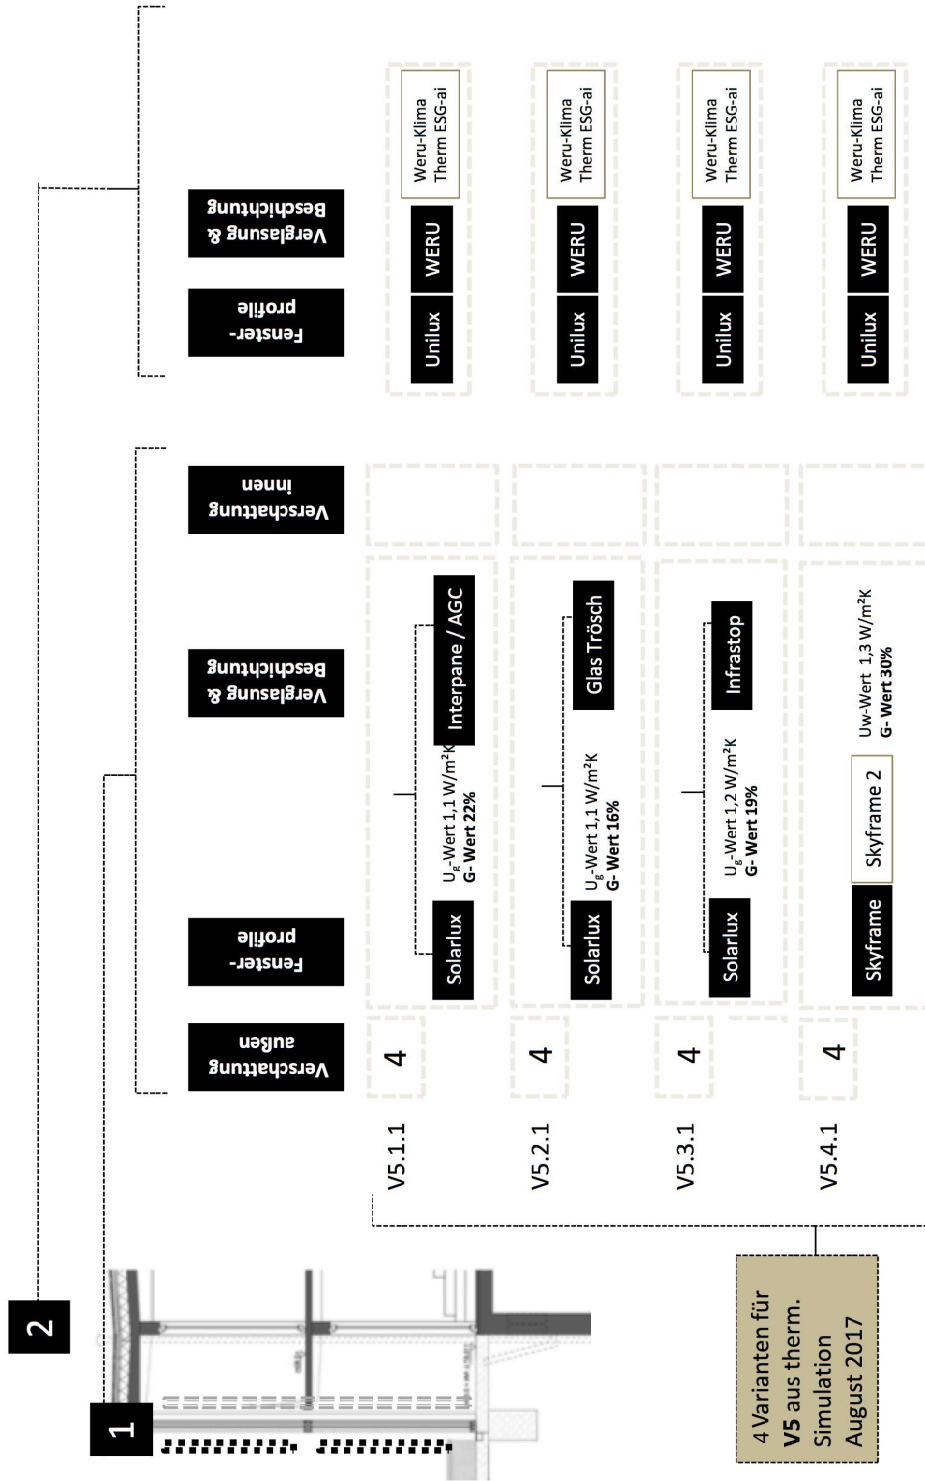 2
1
Verschattung
außen
Fenster-
profile
Verglasung &
Beschichtung
Verschattung
innen
Fenster-
profile
Verglasung &
Beschichtung
4 Varianten für
V5 aus therm.
Simulation
August 2017
V5.1.1
4
Solarlux
Ug-Wert 1,1 W/m²K
G- Wert 22%
Interpane / AGC
Unilux
WERU
Weru-Klima
Therm ESG-ai
V5.2.1
4
Solarlux
Ug-Wert 1,1 W/m²K
G- Wert 16%
Glas Trösch
Unilux
WERU
Weru-Klima
Therm ESG-ai
V5.3.1
4
Solarlux
Ug-Wert 1,2 W/m²K
G- Wert 19%
Infrastop
Unilux
WERU
Weru-Klima
Therm ESG-ai
V5.4.1
4
Skyframe
Skyframe 2
Uw-Wert 1,3 W/m²K
G- Wert 30%
Unilux
WERU
Weru-Klima
Therm ESG-ai